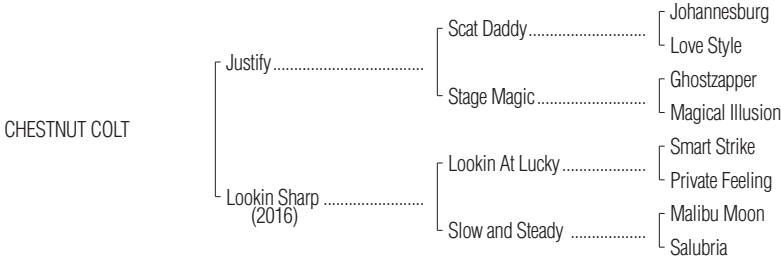 Johannesburg
Scat Daddy
Love Style
Justify
Ghostzapper
Stage Magic
Magical Illusion
CHESTNUT COLT
Smart Strike
Lookin At Lucky
Private Feeling
Lookin Sharp
(2016)
Malibu Moon
Slow and Steady
Salubria